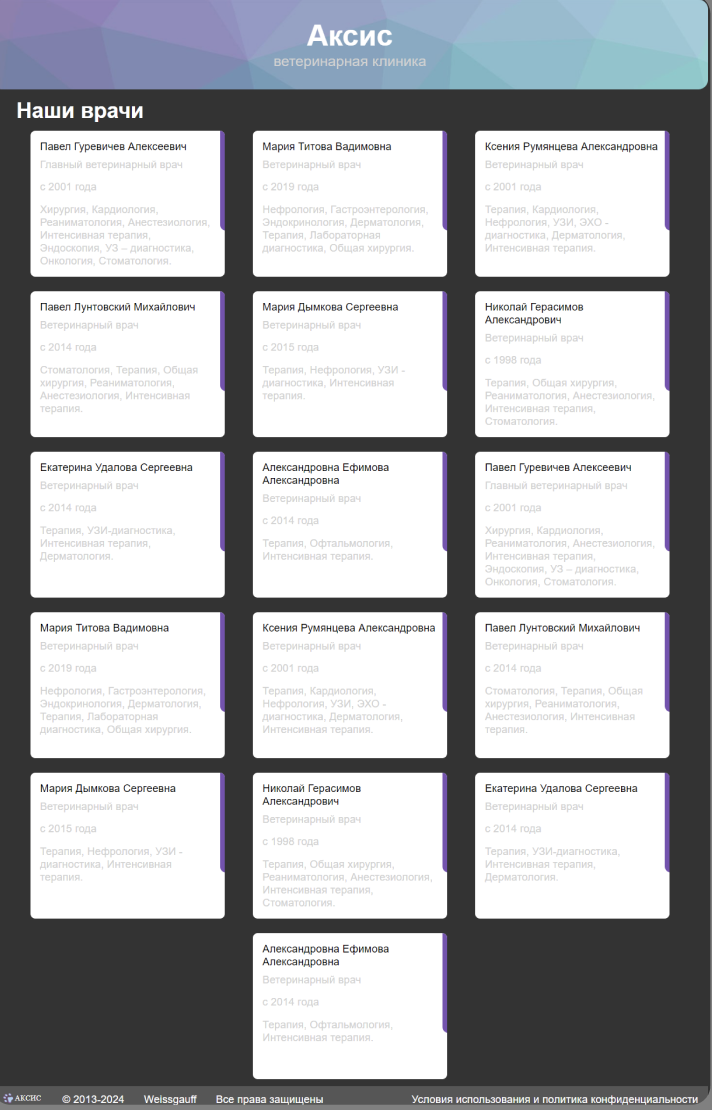 Аксис
ветеринарная клиника
Наши врачи
Павел Гуревичев Алексеевич
Главный ветеринарный врач
с 2001 года
Хирургия, Кардиология,
Реаниматология, Анестезиология,
Интенсивная терапия,
Эндоскопия, УЗ – диагностика,
Онкология, Стоматология.
Мария Титова Вадимовна
Ветеринарный врач
с 2019 года
Нефрология, Гастроэнтерология,
Эндокринология, Дерматология,
Терапия, Лабораторная
диагностика, Общая хирургия.
Ксения Румянцева Александровна
Ветеринарный врач
с 2001 года
Терапия, Кардиология,
Нефрология, УЗИ, ЭХО -
диагностика, Дерматология,
Интенсивная терапия.
Павел Лунтовский Михайлович
Ветеринарный врач
с 2014 года
Стоматология, Терапия, Общая
хирургия, Реаниматология,
Анестезиология, Интенсивная
терапия.
Мария Дымкова Сергеевна
Ветеринарный врач
с 2015 года
Терапия, Нефрология, УЗИ -
диагностика, Интенсивная
терапия.
Николай Герасимов
Александрович
Ветеринарный врач
с 1998 года
Терапия, Общая хирургия,
Реаниматология, Анестезиология,
Интенсивная терапия,
Стоматология.
Екатерина Удалова Сергеевна
Ветеринарный врач
с 2014 года
Терапия, УЗИ-диагностика,
Интенсивная терапия,
Дерматология.
Александровна Ефимова
Александровна
Ветеринарный врач
с 2014 года
Терапия, Офтальмология,
Интенсивная терапия.
Павел Гуревичев Алексеевич
Главный ветеринарный врач
с 2001 года
Хирургия, Кардиология,
Реаниматология, Анестезиология,
Интенсивная терапия,
Эндоскопия, УЗ – диагностика,
Онкология, Стоматология.
Мария Титова Вадимовна
Ветеринарный врач
с 2019 года
Нефрология, Гастроэнтерология,
Эндокринология, Дерматология,
Терапия, Лабораторная
диагностика, Общая хирургия.
Ксения Румянцева Александровна
Ветеринарный врач
с 2001 года
Терапия, Кардиология,
Нефрология, УЗИ, ЭХО -
диагностика, Дерматология,
Интенсивная терапия.
Павел Лунтовский Михайлович
Ветеринарный врач
с 2014 года
Стоматология, Терапия, Общая
хирургия, Реаниматология,
Анестезиология, Интенсивная
терапия.
Мария Дымкова Сергеевна
Ветеринарный врач
с 2015 года
Терапия, Нефрология, УЗИ -
диагностика, Интенсивная
терапия.
Николай Герасимов
Александрович
Ветеринарный врач
с 1998 года
Терапия, Общая хирургия,
Реаниматология, Анестезиология,
Интенсивная терапия,
Стоматология.
Екатерина Удалова Сергеевна
Ветеринарный врач
с 2014 года
Терапия, УЗИ-диагностика,
Интенсивная терапия,
Дерматология.
Александровна Ефимова
Александровна
Ветеринарный врач
с 2014 года
Терапия, Офтальмология,
Интенсивная терапия.
АКСИС © 2013-2024 Weissgauff Все права защищены Условия использования и политика конфиденциальности